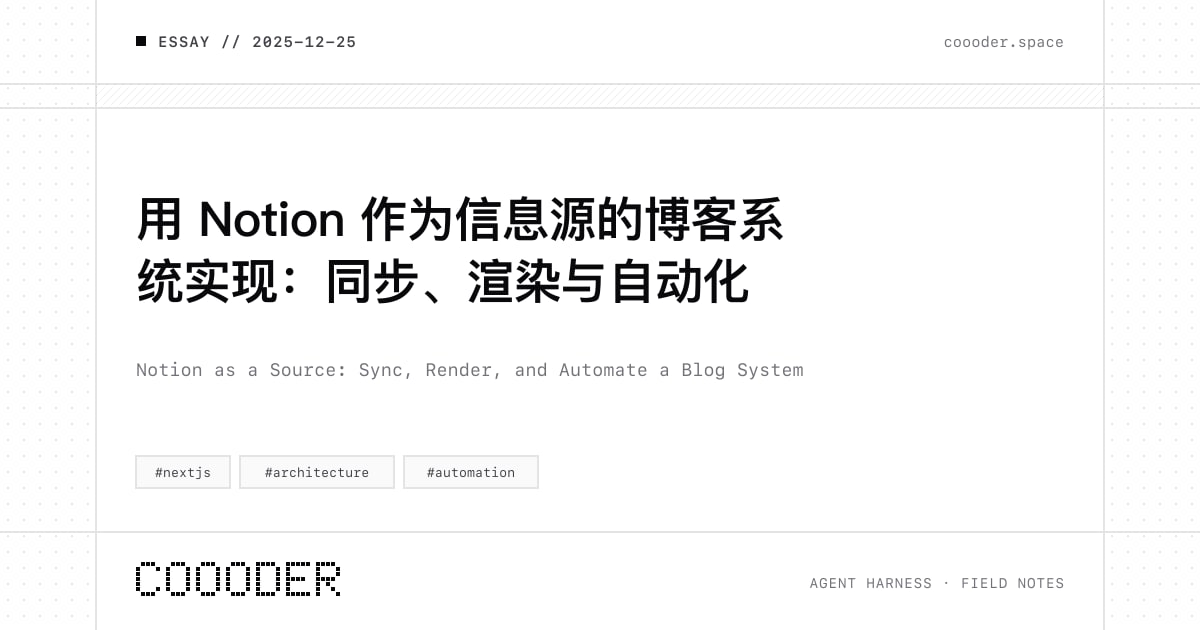 ESSAY // 2025-12-25
coooder.space
用 Notion 作为信息源的博客系
统实现：同步、渲染与自动化
Notion as a Source: Sync, Render, and Automate a Blog System
#nextjs
#architecture
#automation
COOODER
AGENT HARNESS · FIELD NOTES